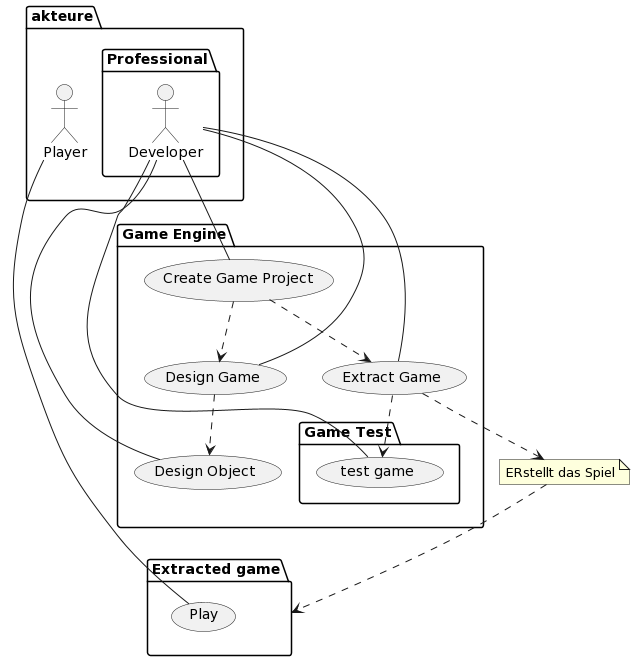 akteure
Professional
Player
Developer
Game Engine
Create Game Project
Design Game
Extract Game
Game Test
Design Object
test game
ERstellt das Spiel
Extracted game
Play